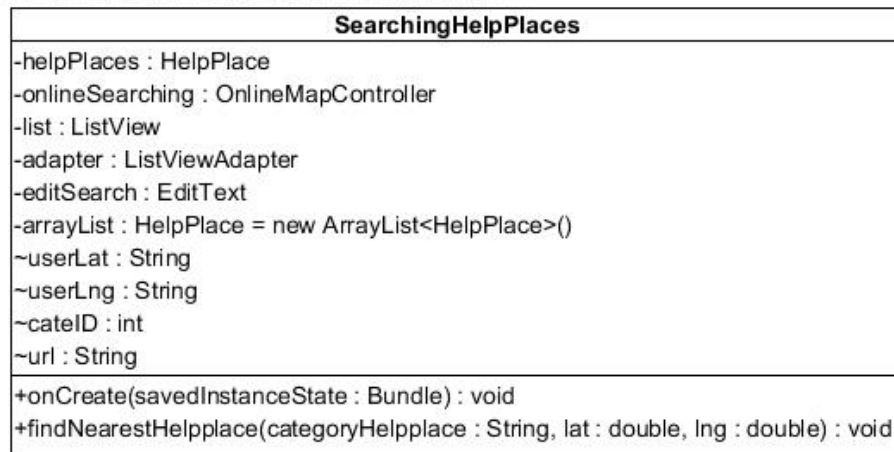 SearchingHelpPlaces
-helpPlaces : HelpPlace
-onlineSearching : OnlineMapController
-list : ListView
-adapter : ListViewAdapter
-editSearch : EditText
-arrayList : HelpPlace = new ArrayList<HelpPlace>()
~userLat : String
~userLng : String
~cateID : int
~url : String
+onCreate(savedInstanceState : Bundle) : void
+findNearestHelpplace(categoryHelpplace : String, lat : double, lng : double) : void